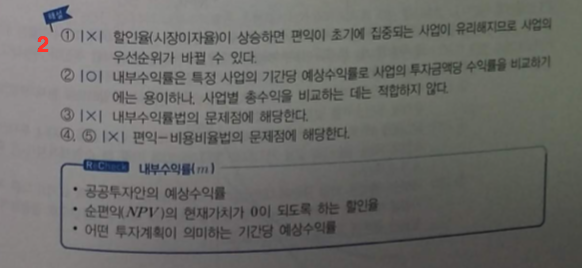 해설
2
① |×| 할인율(시장이자율)이 상승하면 편익이 초기에 집중되는 사업이 유리해지므로 사업의
우선순위가 바뀔 수 있다.
② |○| 내부수익률은 특정 사업의 기간당 예상수익률로 사업의 투자금액당 수익률을 비교하기
에는 용이하나, 사업별 총수익을 비교하는 데는 적합하지 않다.
③ |×| 내부수익률법의 문제점에 해당한다.
④, ⑤ |×| 편익-비용비율법의 문제점에 해당한다.
ReCheck 내부수익률(m)
• 공공투자안의 예상수익률
• 순편익(NPV)의 현재가치가 0이 되도록 하는 할인율
• 어떤 투자계획이 의미하는 기간당 예상수익률